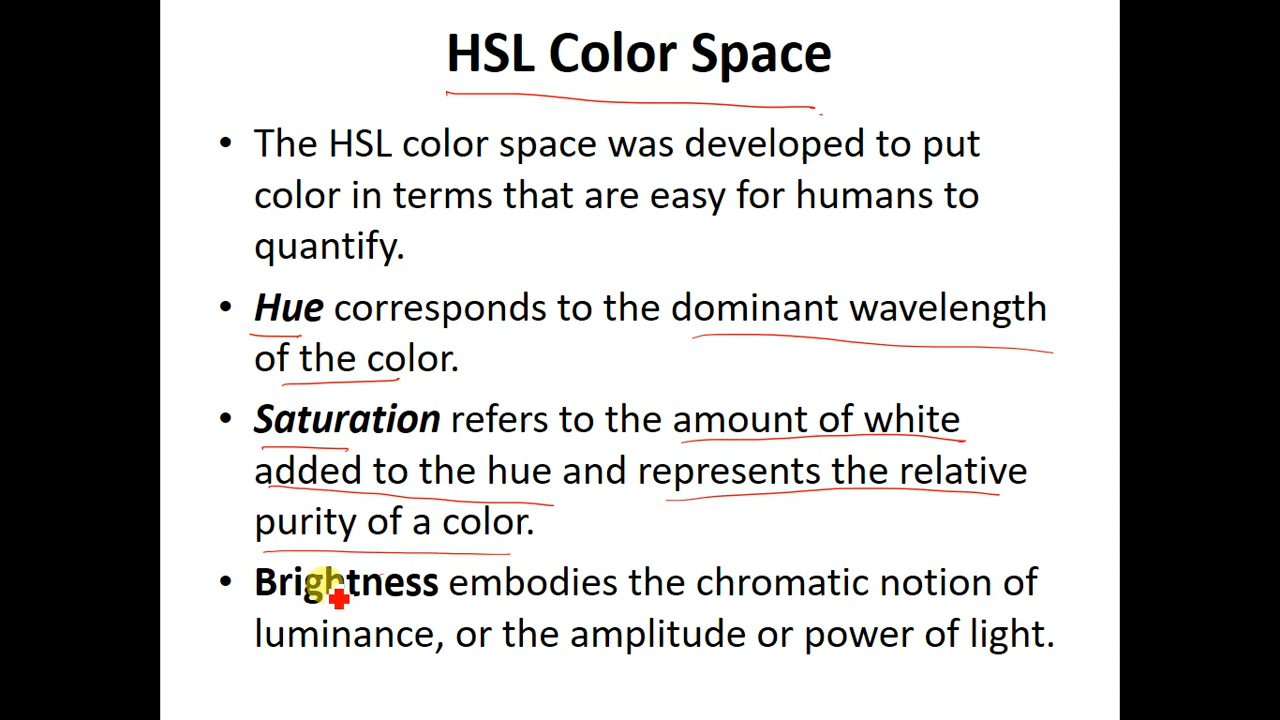 HSL Color Space
• The HSL color space was developed to put
color in terms that are easy for humans to
quantify.
• Hue corresponds to the dominant wavelength
of the color.
• Saturation refers to the amount of white
added to the hue and represents the relative
purity of a color.
• Brightness embodies the chromatic notion of
luminance, or the amplitude or power of light.